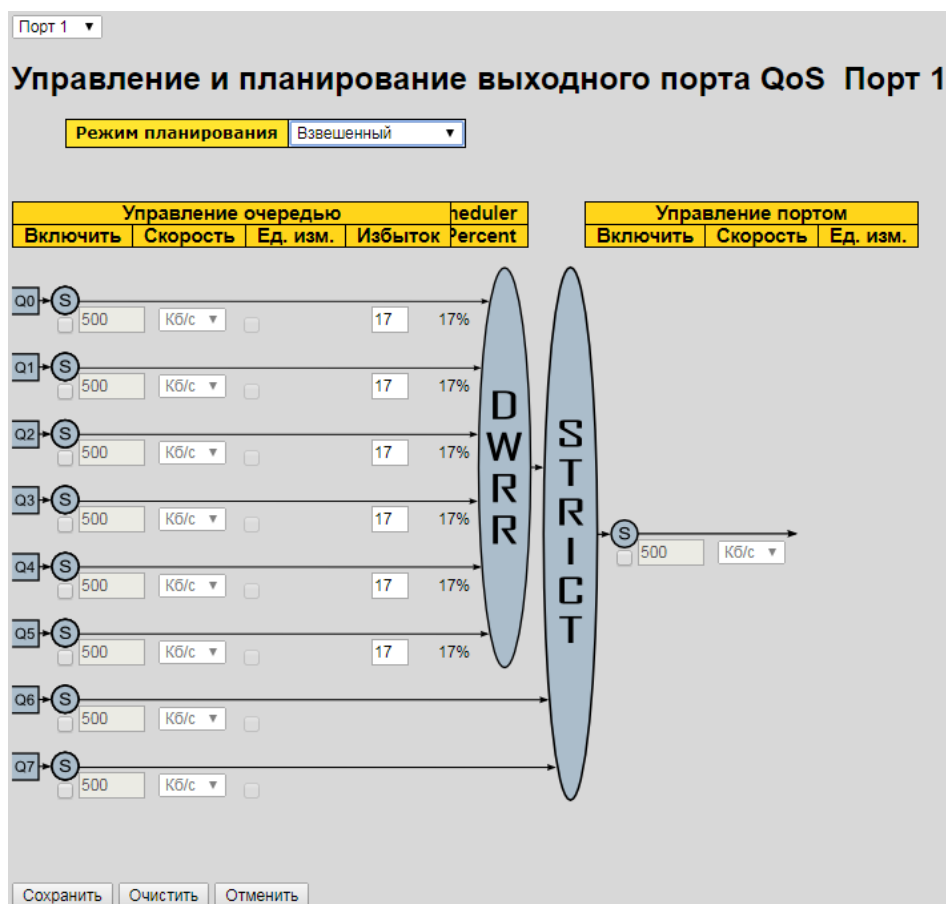 Порт 1
Управление и планирование выходного порта QoS Порт 1
Режим планирования Взвешенный
Управление очередью heduler Управление портом
Включить Скорость Ед. изм. Избыток Percent Включить Скорость Ед. изм.
Q0 S
500 Кб/с 17 17%
Q1 S
500 Кб/с 17 17%
Q2 S
500 Кб/с 17 17%
Q3 S
500 Кб/с 17 17%
Q4 S
500 Кб/с 17 17%
Q5 S
500 Кб/с 17 17%
Q6 S
500 Кб/с
Q7 S
500 Кб/с
DWRR
STRICT
S
500 Кб/с
Сохранить Очистить Отменить